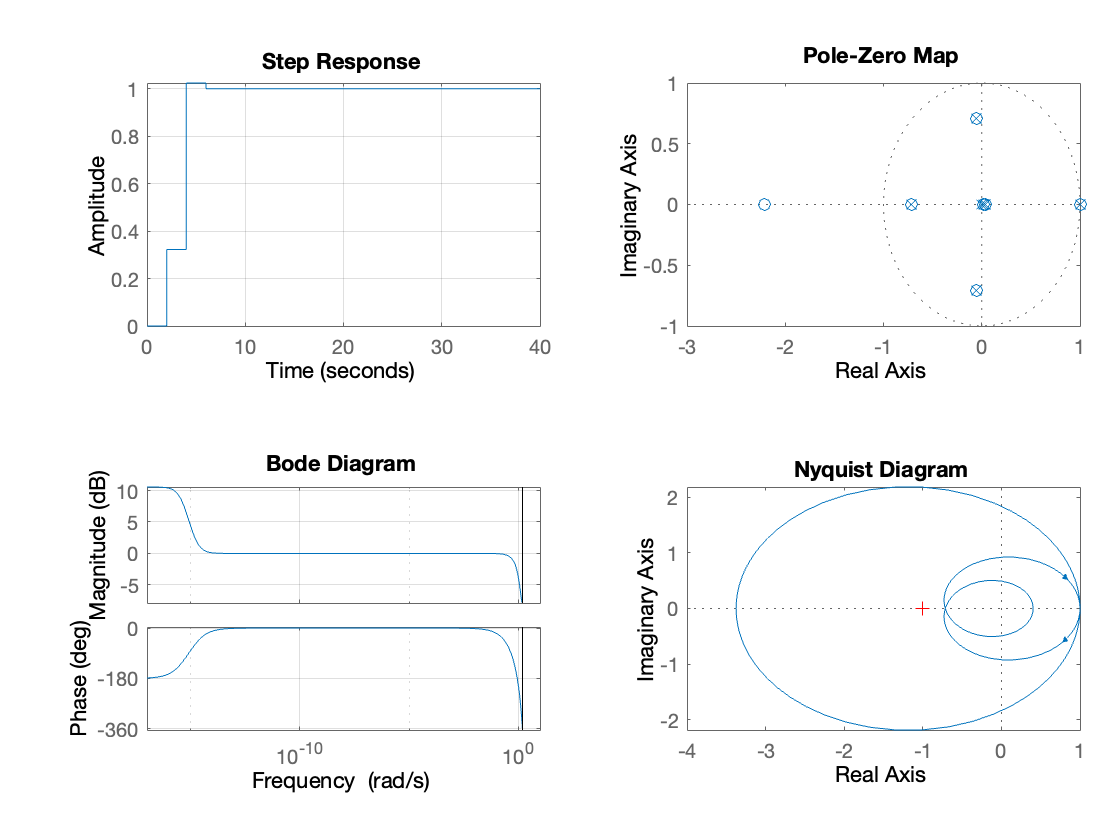 Step Response
Amplitude
1
0.8
0.6
0.4
0.2
0
0 10 20 30 40
Time (seconds)
Pole-Zero Map
Imaginary Axis
1
0.5
0
-0.5
-1
-3 -2 -1 0 1
Real Axis
Bode Diagram
Magnitude (dB)
10
5
0
-5
Phase (deg)
0
-180
-360
10^-10 10^0
Frequency (rad/s)
Nyquist Diagram
Imaginary Axis
2
1
0
-1
-2
-4 -3 -2 -1 0 1
Real Axis